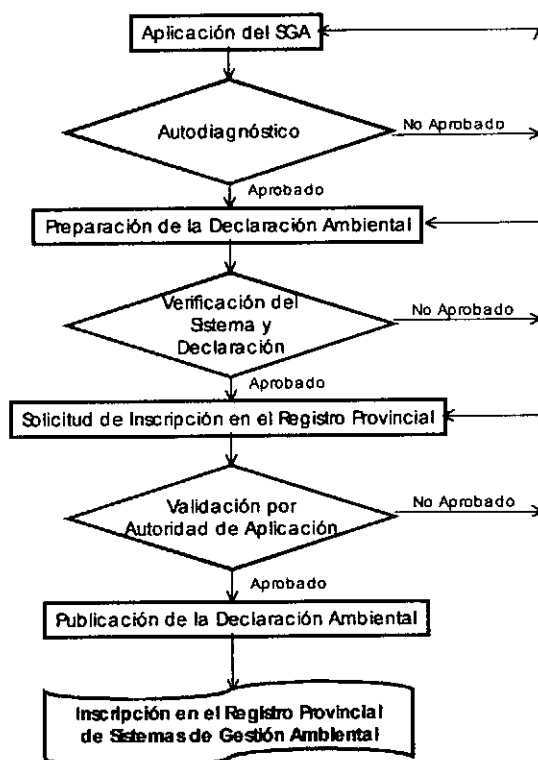 Aplicación del SGA
Autodiagnóstico
No Aprobado
Aprobado
Preparación de la Declaración Ambiental
Verificación del
Sistema y
Declaración
No Aprobado
Aprobado
Solicitud de Inscripción en el Registro Provincial
Validación por
Autoridad de Aplicación
No Aprobado
Aprobado
Publicación de la Declaración Ambiental
Inscripción en el Registro Provincial
de Sistemas de Gestión Ambiental